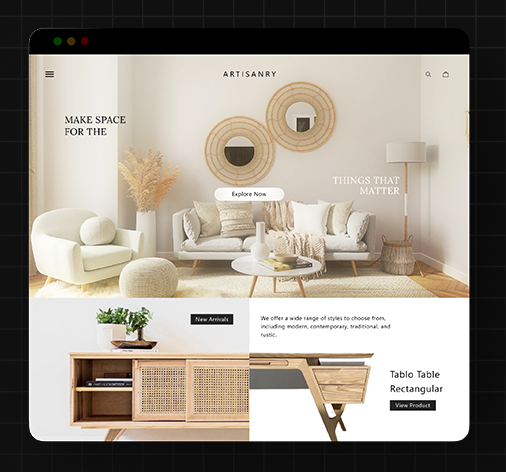 ARTISANRY
MAKE SPACE
FOR THE
THINGS THAT
MATTER
Explore Now
New Arrivals
We offer a wide range of styles to choose from,
including modern, contemporary, traditional, and
rustic.
Tablo Table
Rectangular
View Product